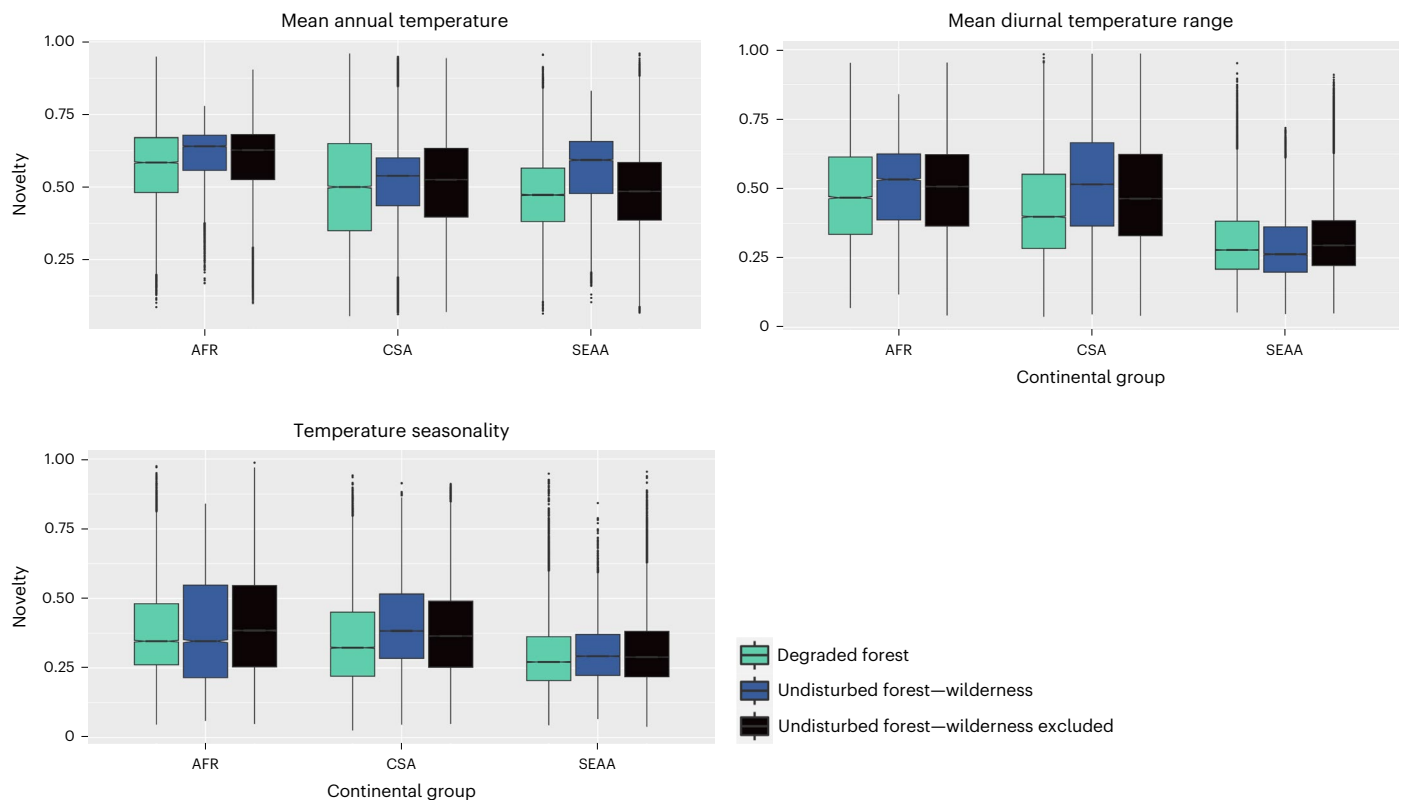 Mean annual temperature
Novelty
1.00
0.75
0.50
0.25
AFR
CSA
SEAA
Mean diurnal temperature range
1.00
0.75
0.50
0.25
0
AFR
CSA
SEAA
Continental group
Temperature seasonality
Novelty
1.00
0.75
0.50
0.25
0
AFR
CSA
SEAA
Continental group
Degraded forest
Undisturbed forest—wilderness
Undisturbed forest—wilderness excluded